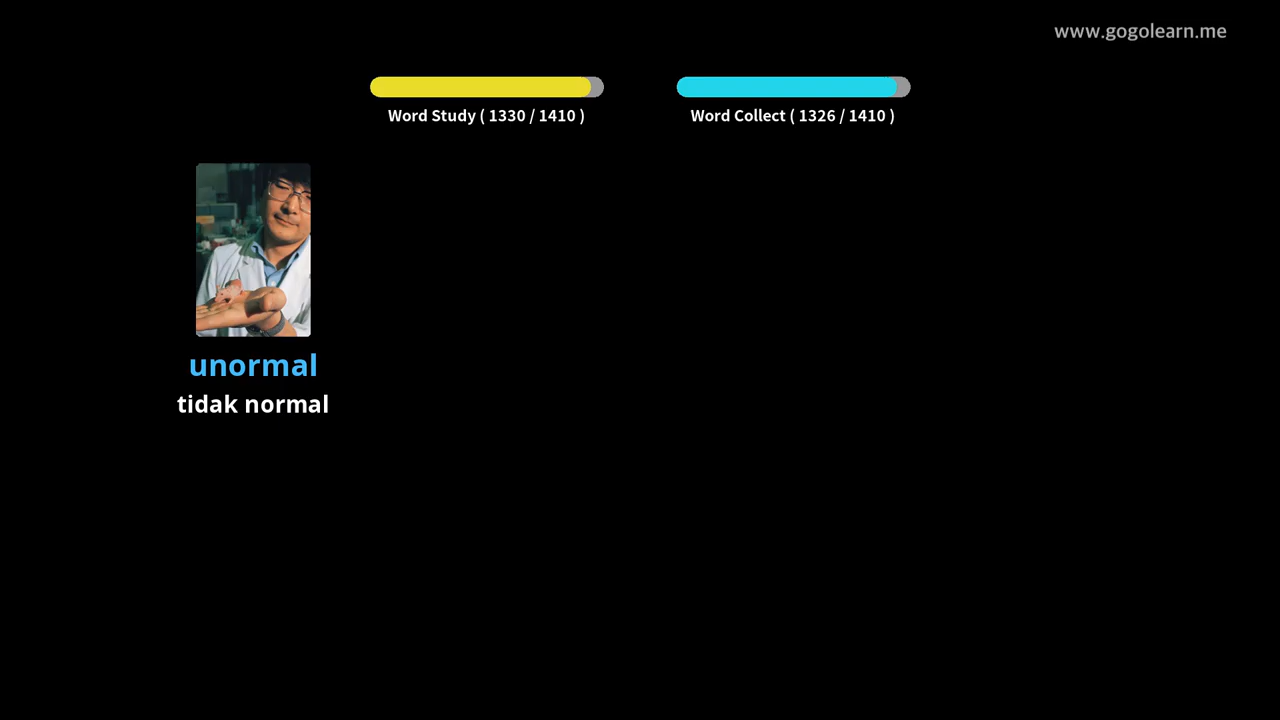 www.gogolearn.me
Word Study ( 1330 / 1410 )
Word Collect ( 1326 / 1410 )
unormal
tidak normal